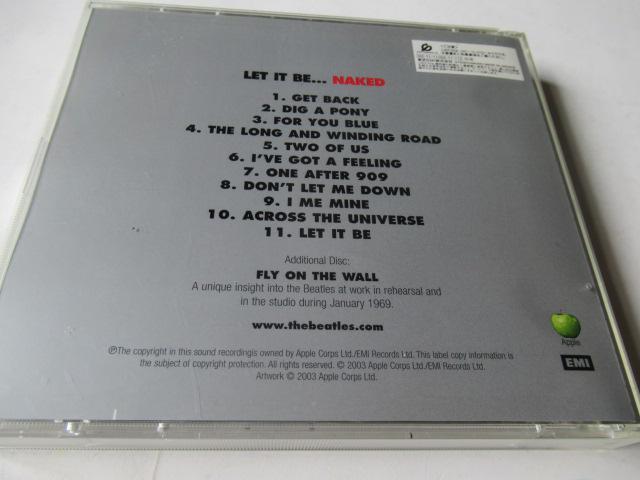 LET IT BE... NAKED
1. GET BACK
2. DIG A PONY
3. FOR YOU BLUE
4. THE LONG AND WINDING ROAD
5. TWO OF US
6. I'VE GOT A FEELING
7. ONE AFTER 909
8. DON'T LET ME DOWN
9. I ME MINE
10. ACROSS THE UNIVERSE
11. LET IT BE
Additional Disc:
FLY ON THE WALL
A unique insight into the Beatles at work in rehearsal and
in the studio during January 1969.
www.thebeatles.com
Apple
EMI
℗The copyright in this sound recordingis owned by Apple Corps Ltd./EMI Records Ltd. This label copy information is
the subject of copyright protection. All rights reserved. © 2003 Apple Corps Ltd./EMI Records Ltd.
Artwork © 2003 Apple Corps Ltd.